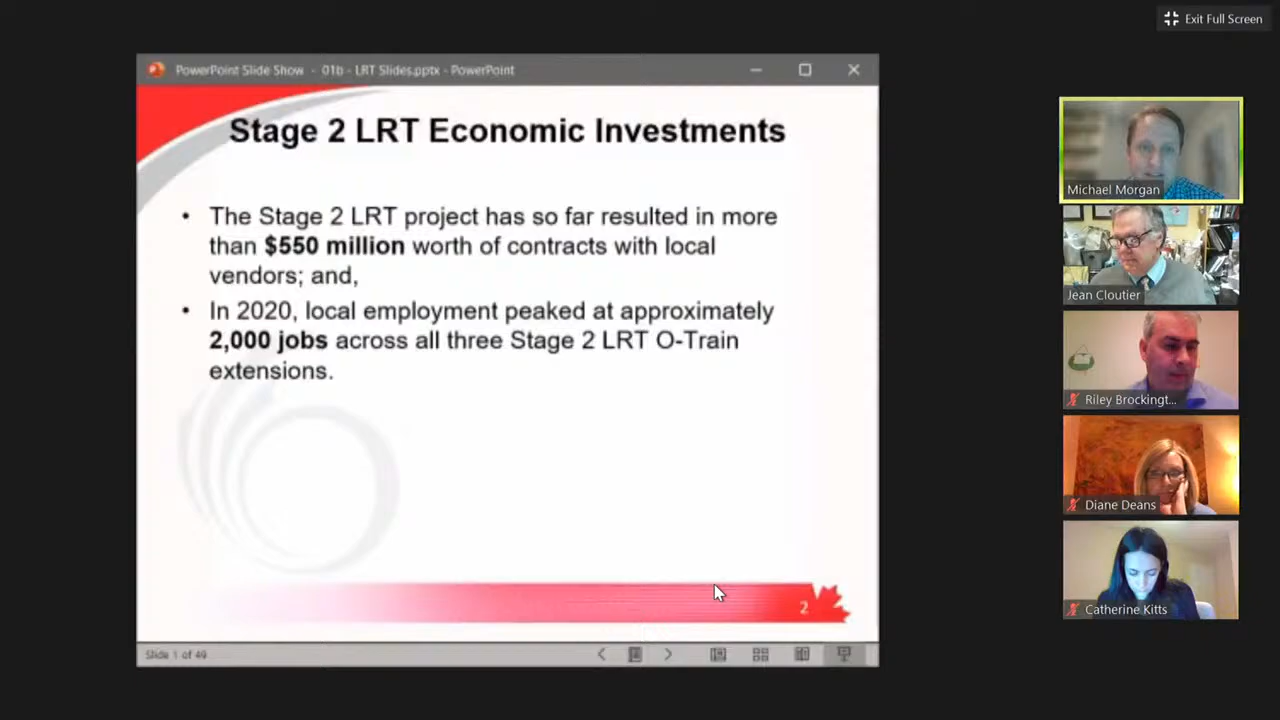 Exit Full Screen
PowerPoint Slide Show - 01b - LRT Slides.pptx - PowerPoint
Stage 2 LRT Economic Investments
• The Stage 2 LRT project has so far resulted in more
than $550 million worth of contracts with local
vendors; and,
• In 2020, local employment peaked at approximately
2,000 jobs across all three Stage 2 LRT O-Train
extensions.
2
Slide 1 of 49
Michael Morgan
Jean Cloutier
Riley Brockingt...
Diane Deans
Catherine Kitts